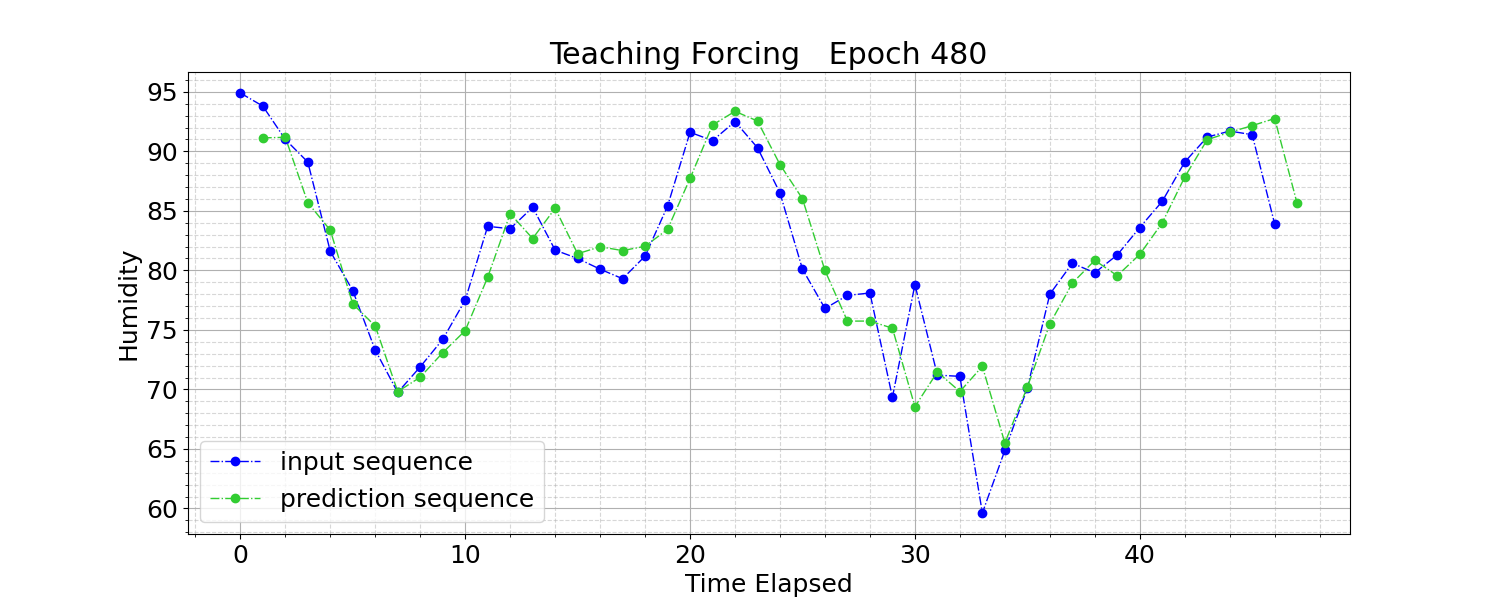 Teaching Forcing   Epoch 480
95
90
85
80
75
70
65
60
Humidity
input sequence
prediction sequence
0 10 20 30 40
Time Elapsed